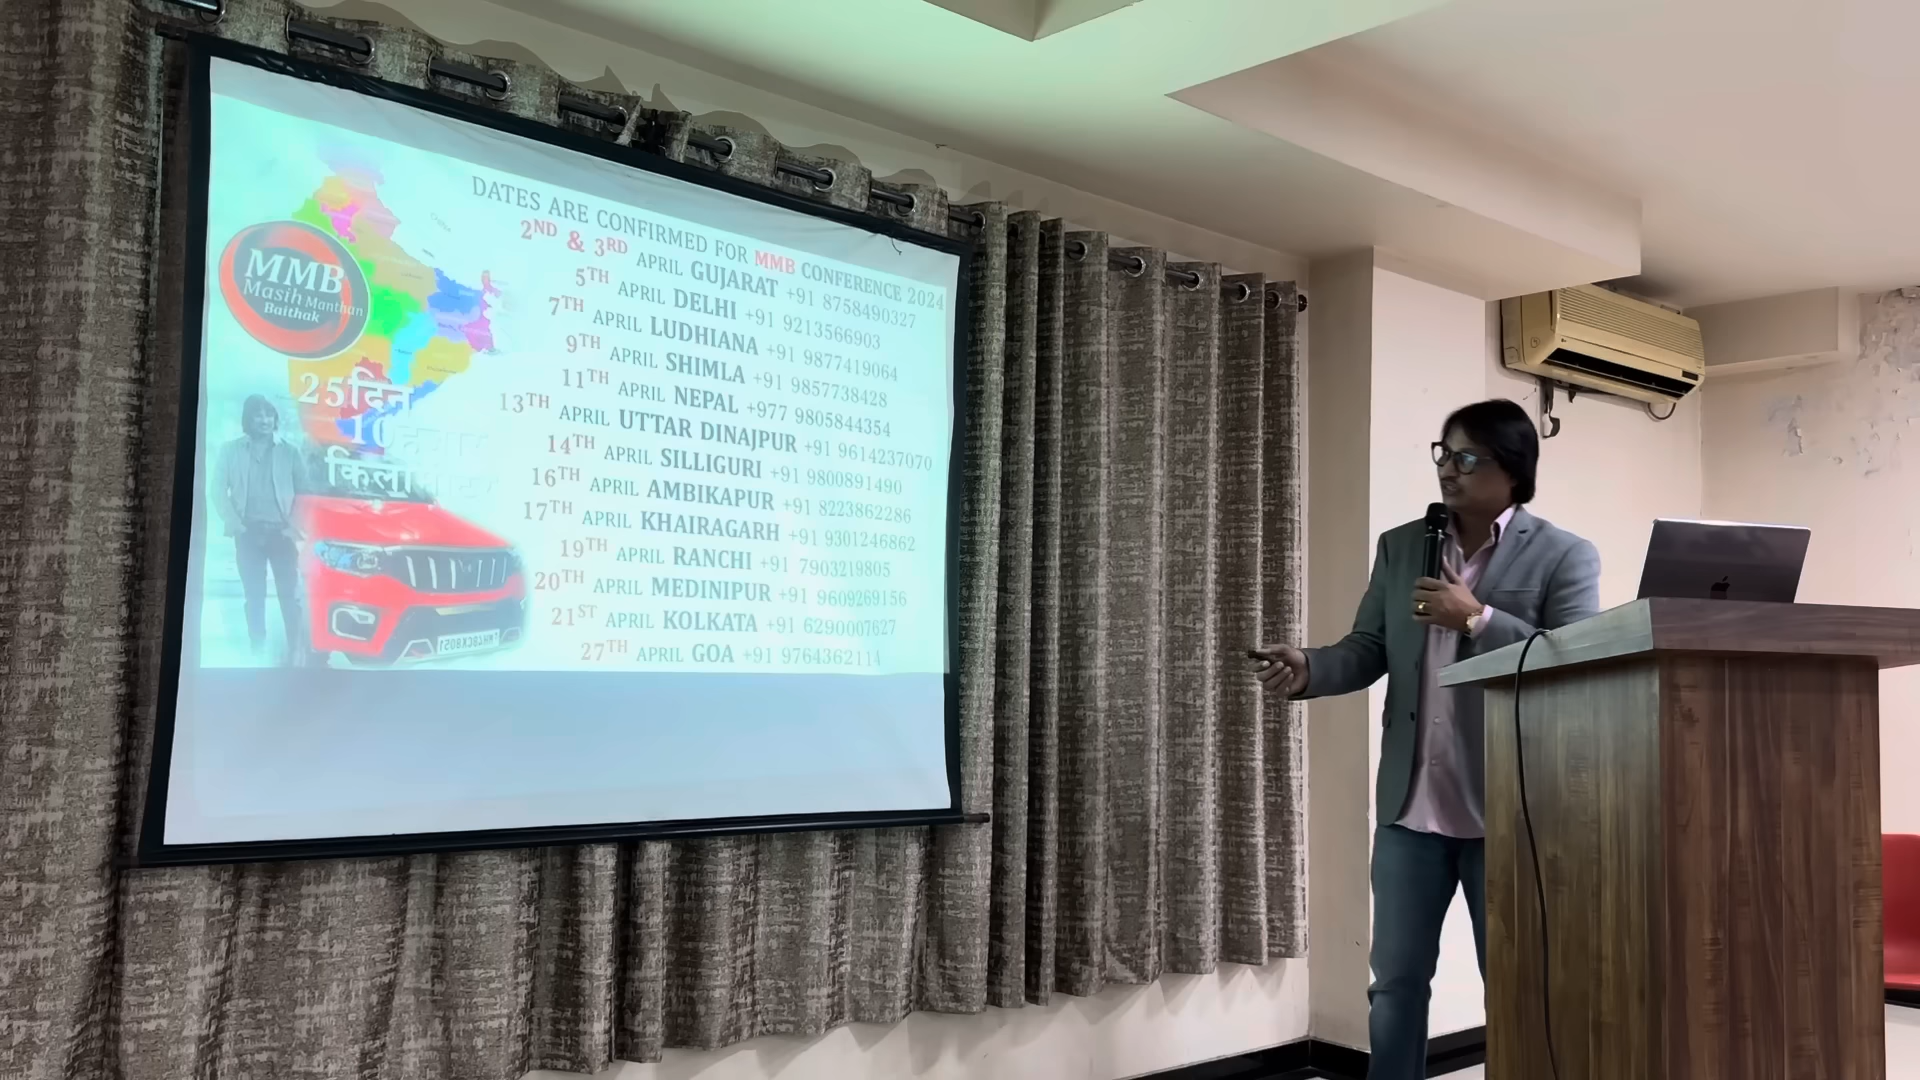 DATES ARE CONFIRMED FOR MMB CONFERENCE 2024
2ND & 3RD APRIL GUJARAT +91 8758490327
5TH APRIL DELHI +91 9213566903
7TH APRIL LUDHIANA +91 9877419064
9TH APRIL SHIMLA +91 9857738428
11TH APRIL NEPAL +977 9805844354
13TH APRIL UTTAR DINAJPUR +91 9614237070
14TH APRIL SILLIGURI +91 9800891490
16TH APRIL AMBIKAPUR +91 8223862286
17TH APRIL KHAIRAGARH +91 9301246862
19TH APRIL RANCHI +91 7903219805
20TH APRIL MEDINIPUR +91 9609269156
21ST APRIL KOLKATA +91 6290007627
27TH APRIL GOA +91 9764362114
MMB
Masih Manthan
Baithak
25दिन